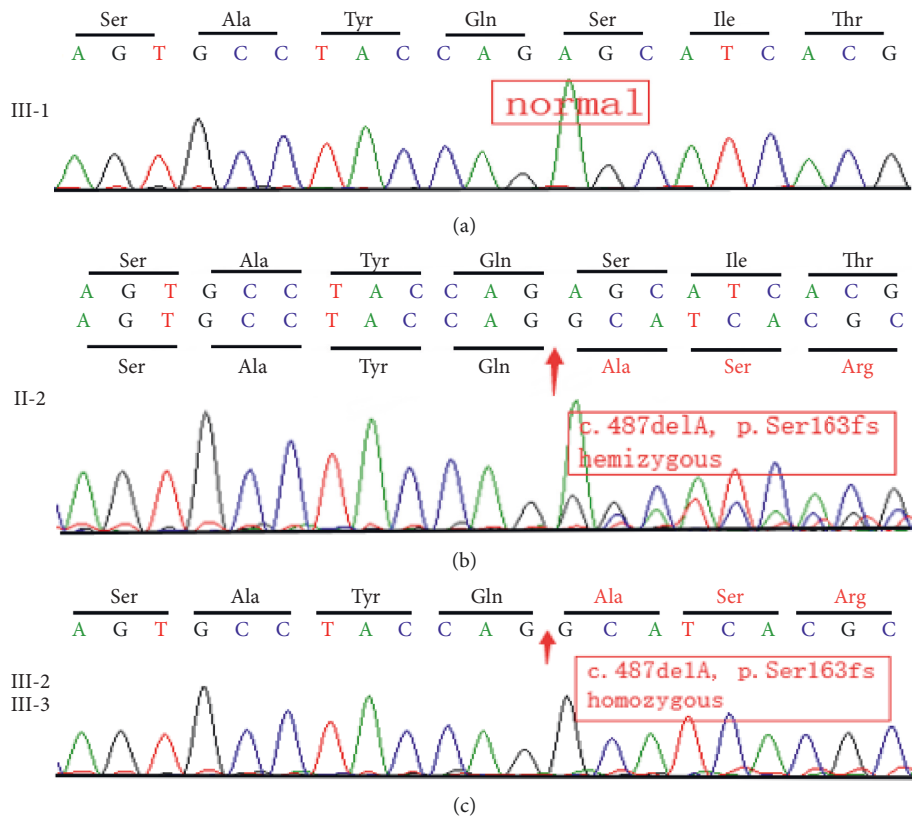 Ser Ala Tyr Gln Ser Ile Thr
A G T G C C T A C C A G A G C A T C A C G
III-1
normal
(a)
Ser Ala Tyr Gln Ser Ile Thr
A G T G C C T A C C A G A G C A T C A C G
A G T G C C T A C C A G G C A T C A C G C
Ser Ala Tyr Gln Ala Ser Arg
II-2
c. 487delA, p. Ser163fs
hemizygous
(b)
Ser Ala Tyr Gln Ala Ser Arg
A G T G C C T A C C A G G C A T C A C G C
III-2
III-3
c. 487delA, p. Ser163fs
homozygous
(c)